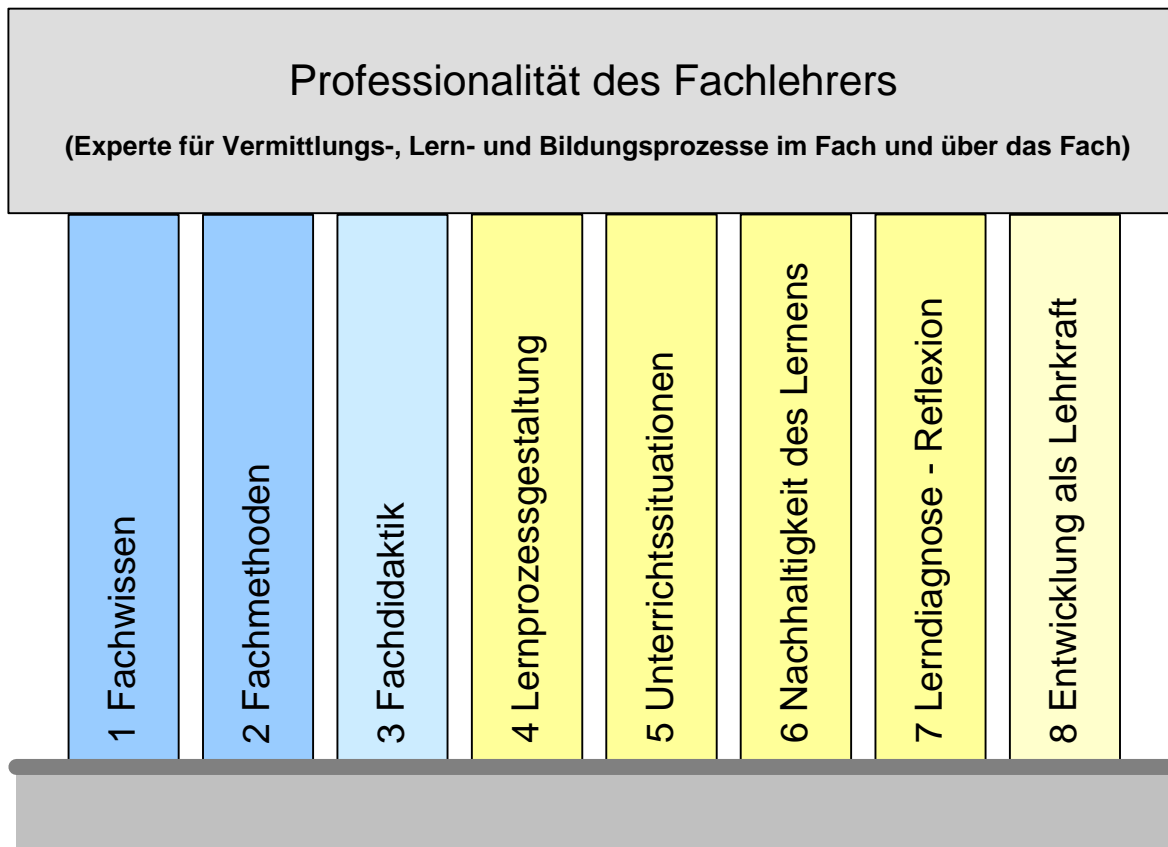 Professionalität des Fachlehrers
(Experte für Vermittlungs-, Lern- und Bildungsprozesse im Fach und über das Fach)
1 Fachwissen
2 Fachmethoden
3 Fachdidaktik
4 Lernprozessgestaltung
5 Unterrichtssituationen
6 Nachhaltigkeit des Lernens
7 Lerndiagnose - Reflexion
8 Entwicklung als Lehrkraft